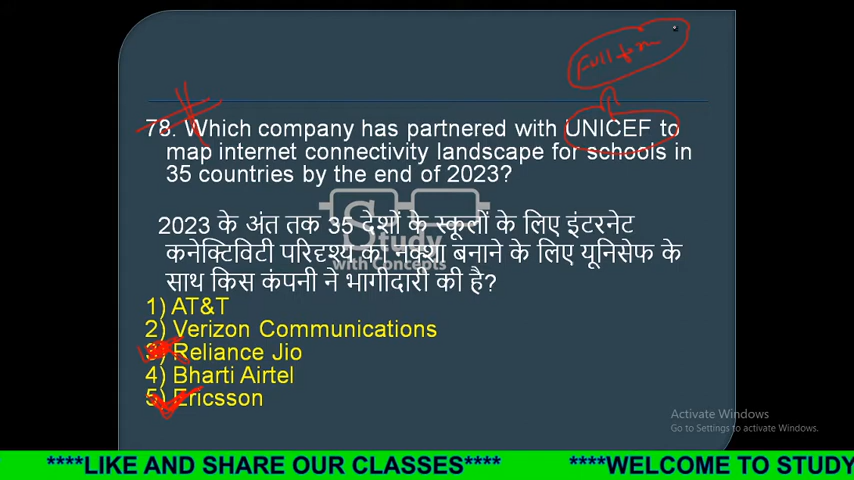 Full form
78. Which company has partnered with UNICEF to
map internet connectivity landscape for schools in
35 countries by the end of 2023?
Study
with Concepts
2023 के अंत तक 35 देशों के स्कूलों के लिए इंटरनेट
कनेक्टिविटी परिदृश्य का नक्शा बनाने के लिए यूनिसेफ के
साथ किस कंपनी ने भागीदारी की है?
1) AT&T
2) Verizon Communications
3) Reliance Jio
4) Bharti Airtel
5) Ericsson
Activate Windows
Go to Settings to activate Windows.
****LIKE AND SHARE OUR CLASSES**** ****WELCOME TO STUDY